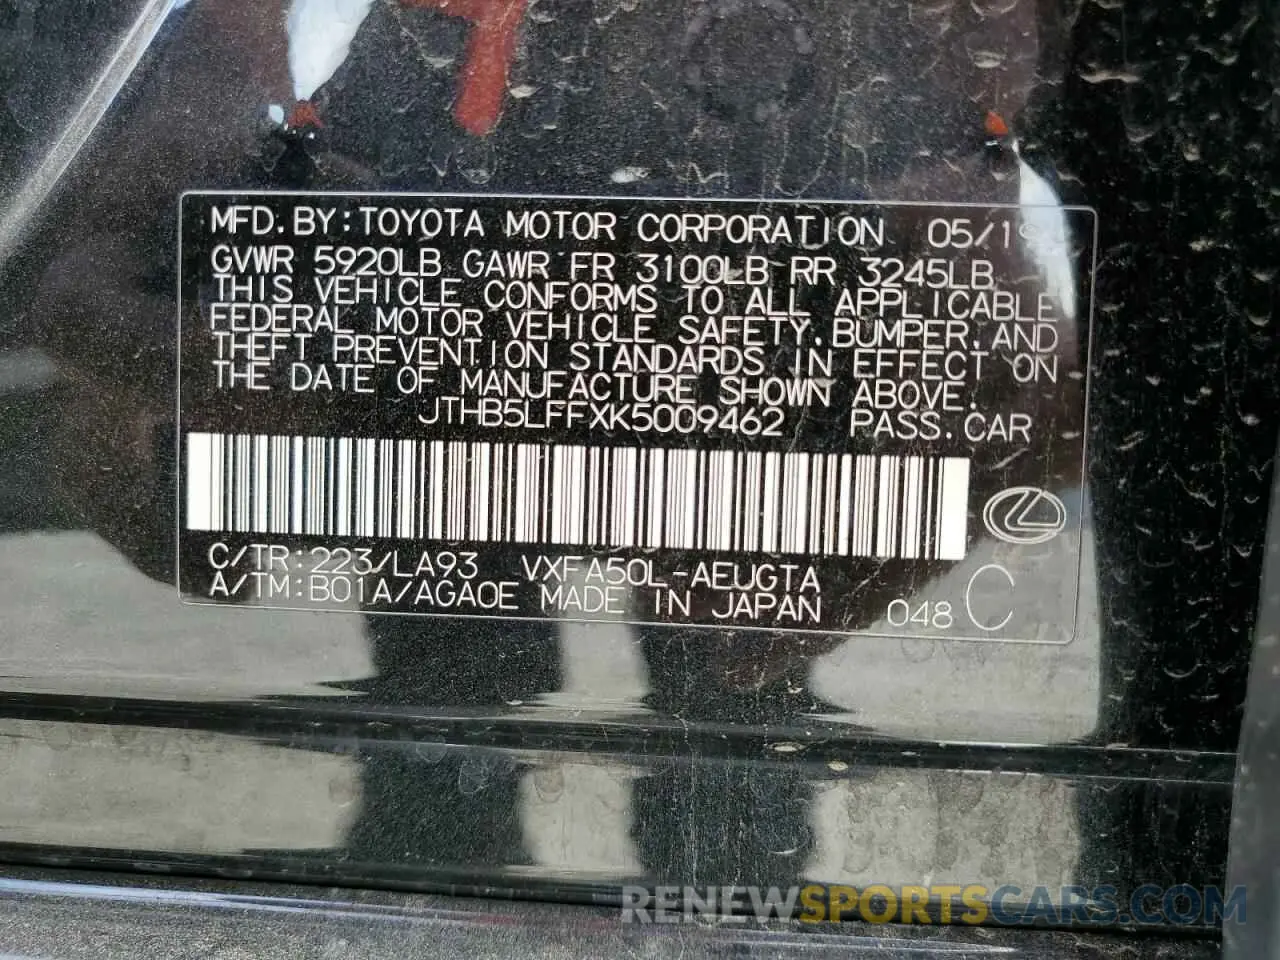 MFD.BY:TOYOTA MOTOR CORPORATION 05/19
GVWR 5920LB GAWR FR 3100LB RR 3245LB
THIS VEHICLE CONFORMS TO ALL APPLICABLE
FEDERAL MOTOR VEHICLE SAFETY,BUMPER,AND
THEFT PREVENTION STANDARDS IN EFFECT ON
THE DATE OF MANUFACTURE SHOWN ABOVE.
JTHB5LFFXK5009462 PASS.CAR
C/TR:223/LA93 VXFA50L-AEUGTA
A/TM:B01A/AGA0E MADE IN JAPAN 048 C
RENEWSPORTSCARS.COM